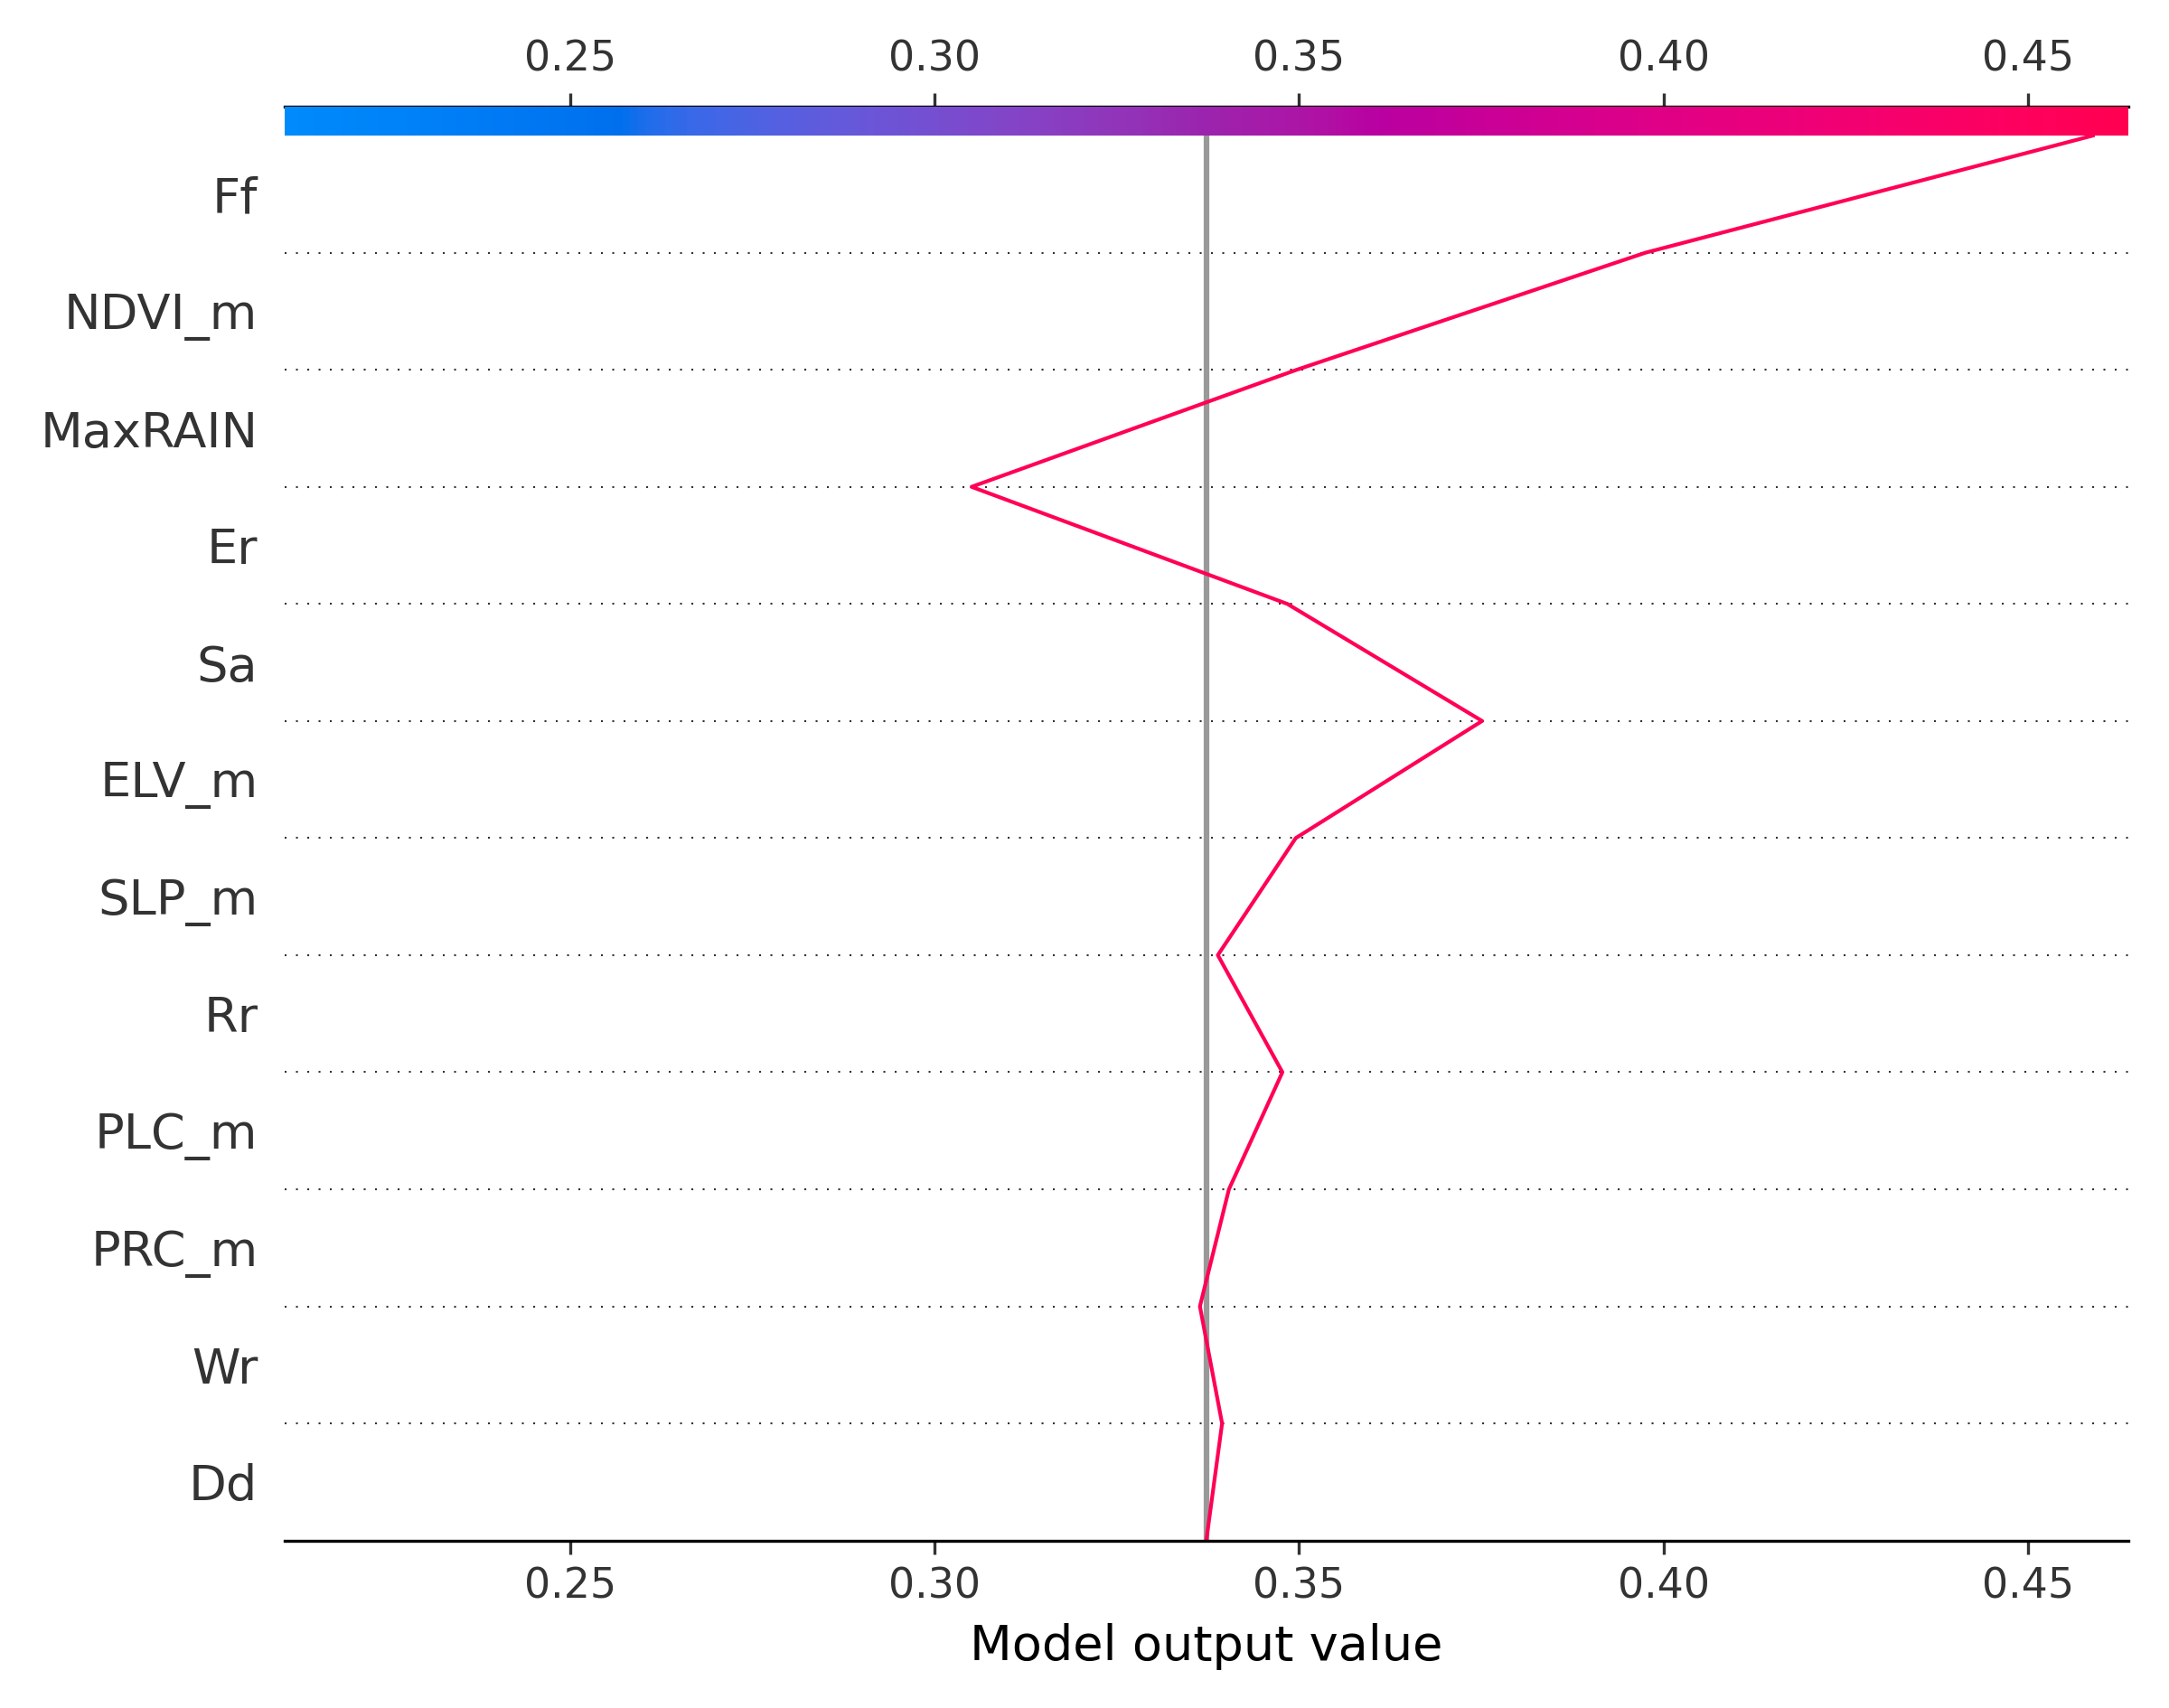 0.25 0.30 0.35 0.40 0.45
Ff
NDVI_m
MaxRAIN
Er
Sa
ELV_m
SLP_m
Rr
PLC_m
PRC_m
Wr
Dd
0.25 0.30 0.35 0.40 0.45
Model output value